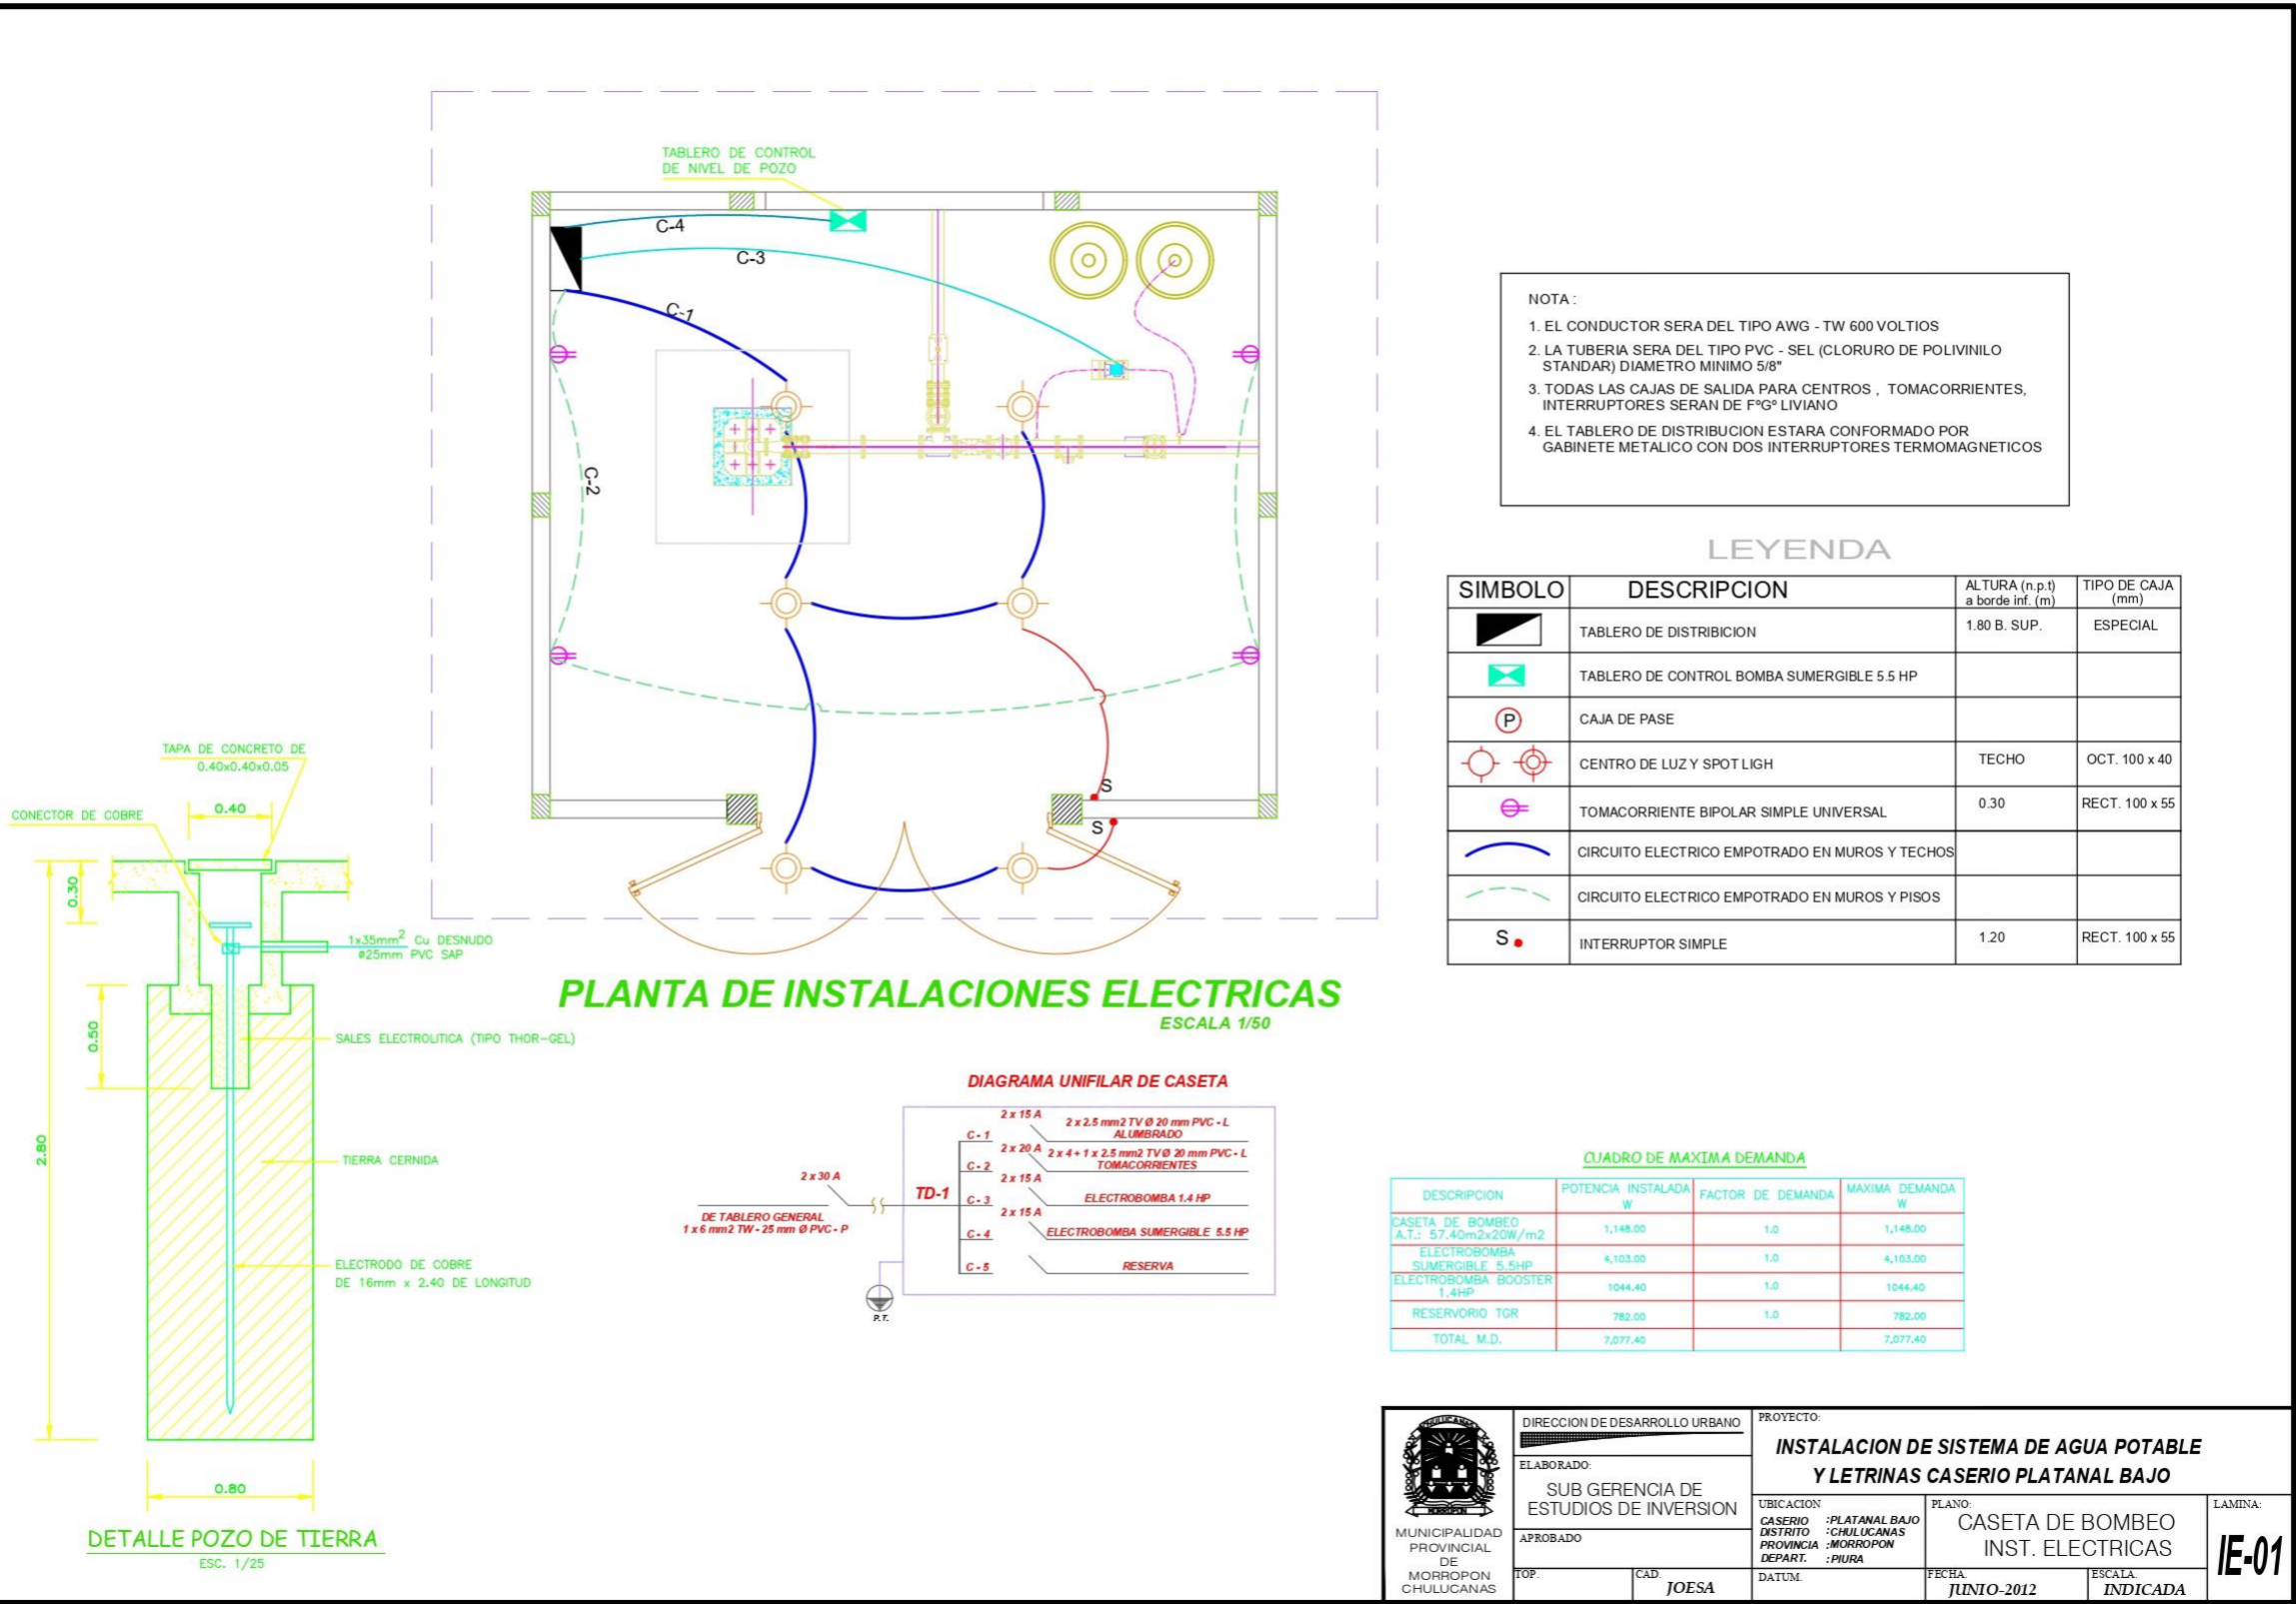 TABLERO DE CONTROL
DE NIVEL DE POZO
C-4
C-3
C-1
C-2
S
S
PLANTA DE INSTALACIONES ELECTRICAS
ESCALA 1/50
NOTA :
1. EL CONDUCTOR SERA DEL TIPO AWG - TW 600 VOLTIOS
2. LA TUBERIA SERA DEL TIPO PVC - SEL (CLORURO DE POLIVINILO
STANDAR) DIAMETRO MINIMO 5/8"
3. TODAS LAS CAJAS DE SALIDA PARA CENTROS , TOMACORRIENTES,
INTERRUPTORES SERAN DE FºGº LIVIANO
4. EL TABLERO DE DISTRIBUCION ESTARA CONFORMADO POR
GABINETE METALICO CON DOS INTERRUPTORES TERMOMAGNETICOS
LEYENDA
SIMBOLO DESCRIPCION ALTURA (n.p.t) TIPO DE CAJA
a borde inf. (m) (mm)
TABLERO DE DISTRIBICION 1.80 B. SUP. ESPECIAL
TABLERO DE CONTROL BOMBA SUMERGIBLE 5.5 HP
P CAJA DE PASE
CENTRO DE LUZ Y SPOT LIGH TECHO OCT. 100 x 40
TOMACORRIENTE BIPOLAR SIMPLE UNIVERSAL 0.30 RECT. 100 x 55
CIRCUITO ELECTRICO EMPOTRADO EN MUROS Y TECHOS
CIRCUITO ELECTRICO EMPOTRADO EN MUROS Y PISOS
S INTERRUPTOR SIMPLE 1.20 RECT. 100 x 55
TAPA DE CONCRETO DE
0.40x0.40x0.05
CONECTOR DE COBRE
0.40
0.30
1x35mm2 Cu DESNUDO
ø25mm PVC SAP
0.50
SALES ELECTROLITICA (TIPO THOR-GEL)
2.80
TIERRA CERNIDA
ELECTRODO DE COBRE
DE 16mm x 2.40 DE LONGITUD
0.80
DETALLE POZO DE TIERRA
ESC. 1/25
DIAGRAMA UNIFILAR DE CASETA
2 x 30 A
DE TABLERO GENERAL
1 x 6 mm2 TW - 25 mm Ø PVC - P
TD-1
2 x 15 A
C - 1
2 x 2.5 mm2 TV Ø 20 mm PVC - L
ALUMBRADO
2 x 20 A
C - 2
2 x 4 + 1 x 2.5 mm2 TV Ø 20 mm PVC - L
TOMACORRIENTES
2 x 15 A
C - 3
ELECTROBOMBA 1.4 HP
2 x 15 A
C - 4
ELECTROBOMBA SUMERGIBLE 5.5 HP
C - 5
RESERVA
P.T.
CUADRO DE MAXIMA DEMANDA
DESCRIPCION POTENCIA INSTALADA FACTOR DE DEMANDA MAXIMA DEMANDA
W W
CASETA DE BOMBEO
A.T.: 57.40m2x20W/m2 1,148.00 1.0 1,148.00
ELECTROBOMBA
SUMERGIBLE 5.5HP 4,103.00 1.0 4,103.00
ELECTROBOMBA BOOSTER
1.4HP 1044.40 1.0 1044.40
RESERVORIO TGR 782.00 1.0 782.00
TOTAL M.D. 7,077.40 7,077.40
CHULUCANAS
MORROPON
MUNICIPALIDAD
PROVINCIAL
DE
MORROPON
CHULUCANAS
DIRECCION DE DESARROLLO URBANO
ELABORADO:
SUB GERENCIA DE
ESTUDIOS DE INVERSION
APROBADO
TOP.
CAD.
JOESA
PROYECTO:
INSTALACION DE SISTEMA DE AGUA POTABLE
Y LETRINAS CASERIO PLATANAL BAJO
UBICACION
CASERIO :PLATANAL BAJO
DISTRITO :CHULUCANAS
PROVINCIA :MORROPON
DEPART. :PIURA
DATUM.
PLANO:
CASETA DE BOMBEO
INST. ELECTRICAS
FECHA.
JUNIO-2012
ESCALA.
INDICADA
LAMINA:
IE-01